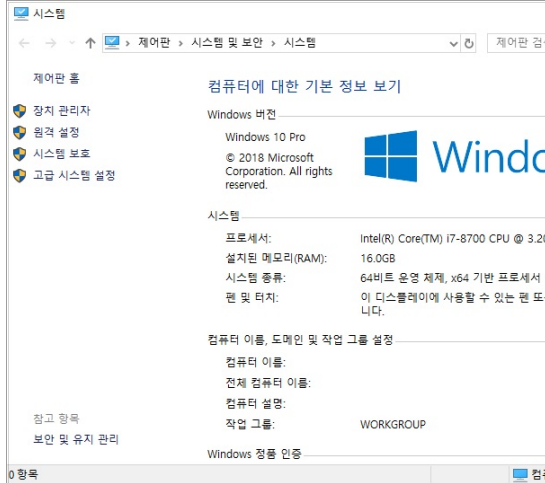 시스템
제어판 > 시스템 및 보안 > 시스템
제어판 홈
장치 관리자
원격 설정
시스템 보호
고급 시스템 설정
참고 항목
보안 및 유지 관리
컴퓨터에 대한 기본 정보 보기
Windows 버전
Windows 10 Pro
© 2018 Microsoft
Corporation. All rights
reserved.
시스템
프로세서: Intel(R) Core(TM) i7-8700 CPU @ 3.20
설치된 메모리(RAM): 16.0GB
시스템 종류: 64비트 운영 체제, x64 기반 프로세서
펜 및 터치: 이 디스플레이에 사용할 수 있는 펜
니다.
컴퓨터 이름, 도메인 및 작업 그룹 설정
컴퓨터 이름:
전체 컴퓨터 이름:
컴퓨터 설명:
작업 그룹: WORKGROUP
Windows 정품 인증
0 항목